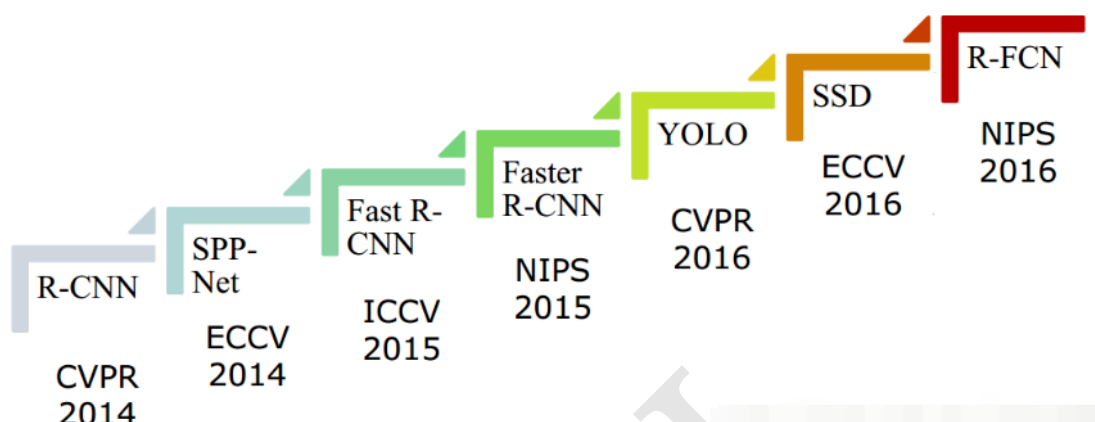 R-CNN
CVPR
2014
SPP-
Net
ECCV
2014
Fast R-
CNN
ICCV
2015
Faster
R-CNN
NIPS
2015
YOLO
CVPR
2016
SSD
ECCV
2016
R-FCN
NIPS
2016